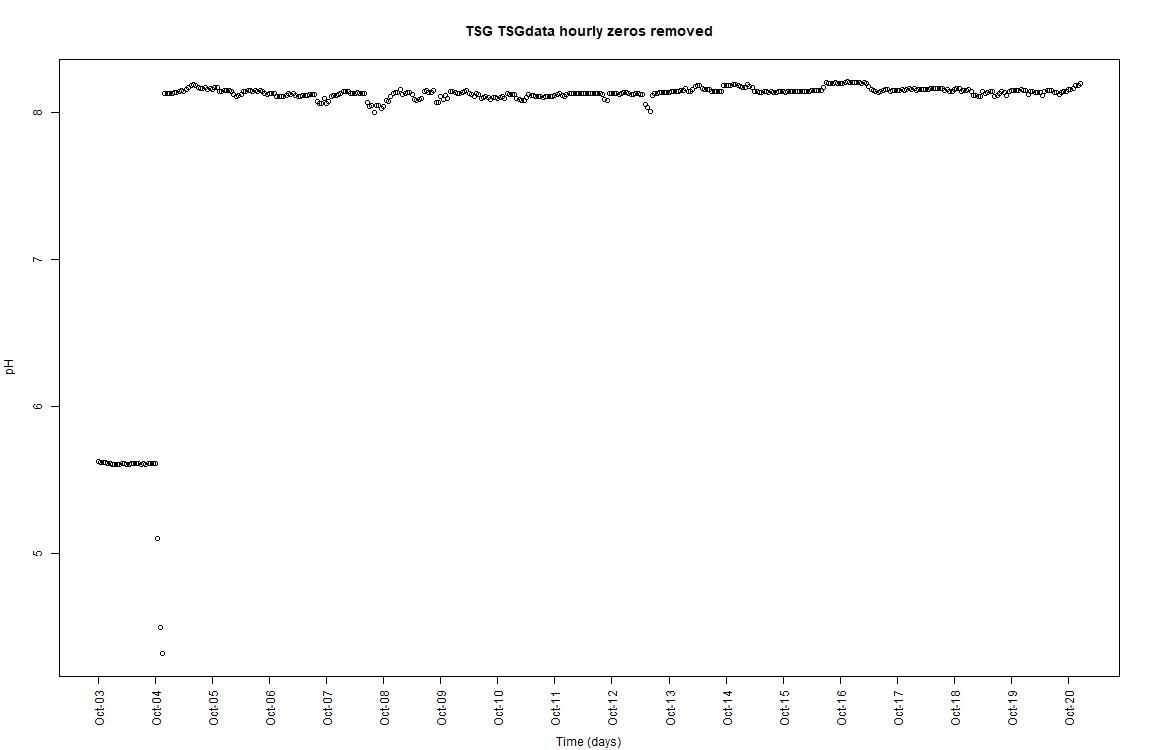 TSG TSGdata hourly zeros removed
8
7
6
5
pH
Oct-03
Oct-04
Oct-05
Oct-06
Oct-07
Oct-08
Oct-09
Oct-10
Oct-11
Oct-12
Oct-13
Oct-14
Oct-15
Oct-16
Oct-17
Oct-18
Oct-19
Oct-20
Time (days)